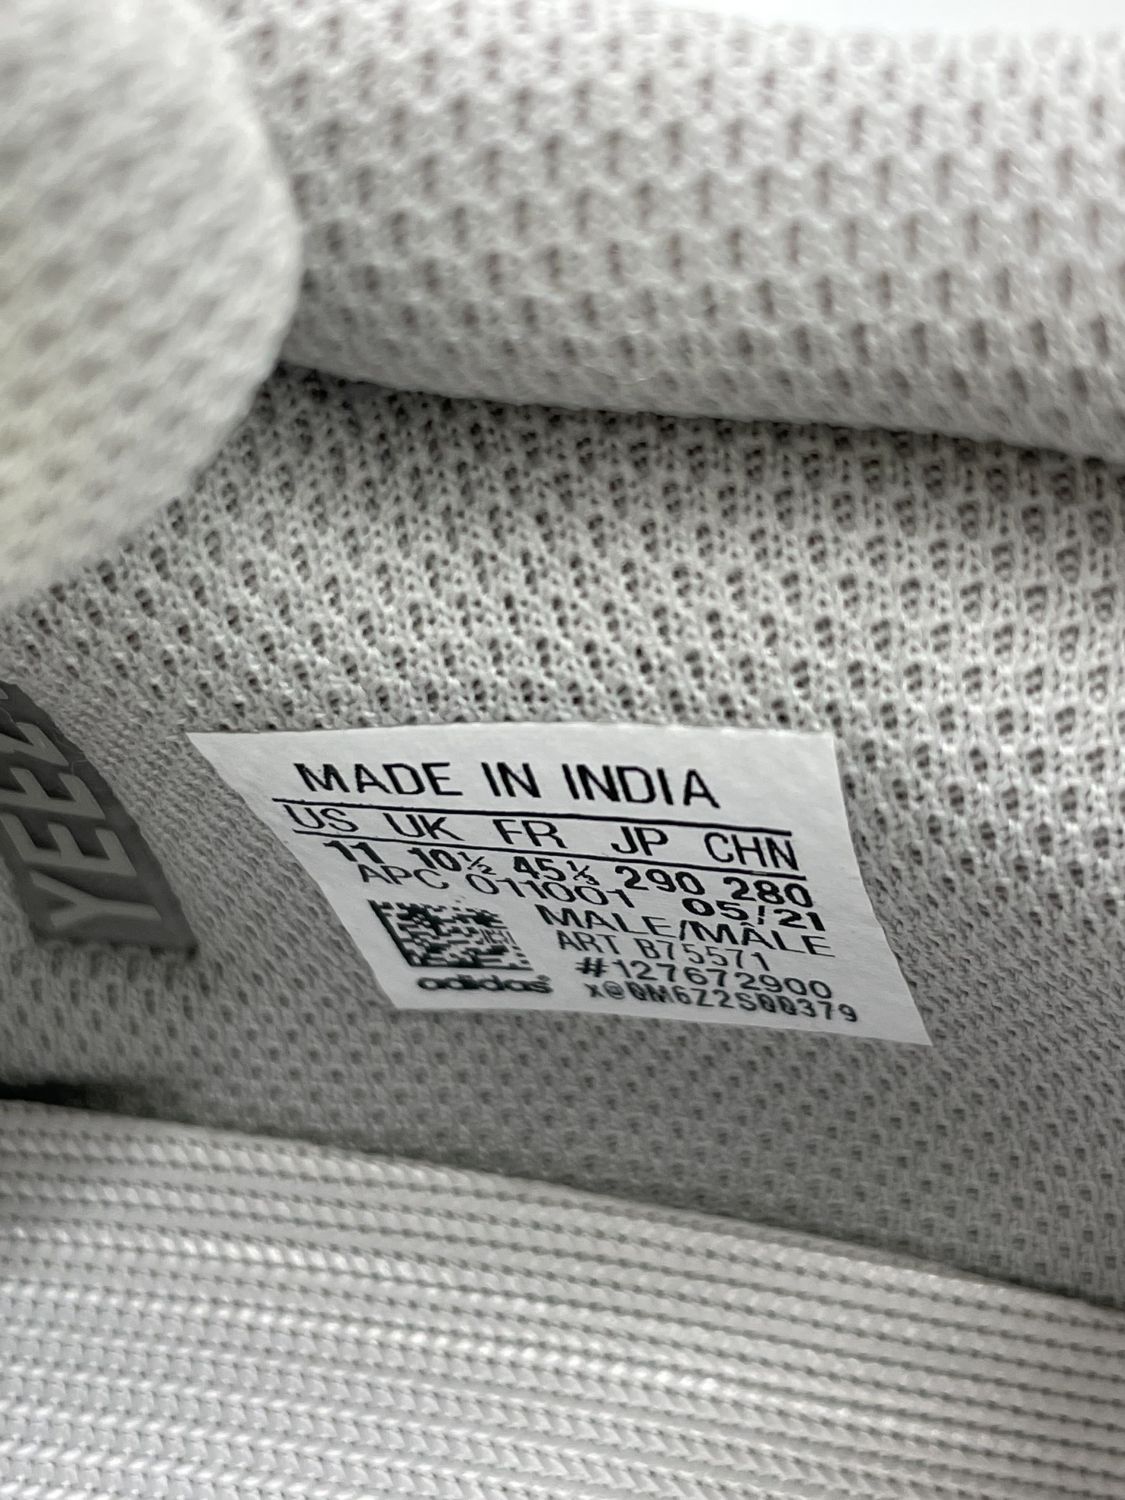 MADE IN INDIA
US UK FR JP CHN
11 10½ 45⅓ 290 280
APC 011001 05/21
MALE/MÂLE
ART B75571
#127672900
adidas
x@0M6Z2S00379